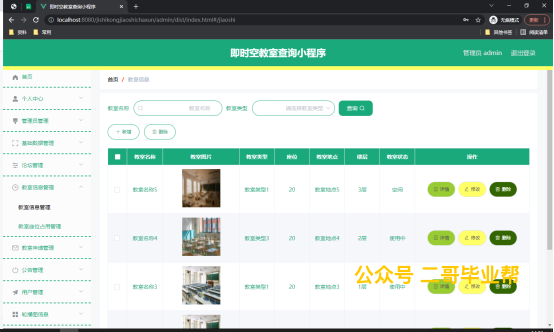 即时空教室查询小程序
localhost:8080/jishikongjiaoshichaxun/admin/dist/index.html#/jiaoshi
无痕模式
更新
资料
常用
其他书签
阅读清单
即时空教室查询小程序
管理员 admin
退出登录
首页
个人中心
管理员管理
基础数据管理
论坛管理
教室信息管理
教室信息管理
教室座位占用管理
公告管理
用户管理
轮播图信息
首页 / 教室信息
教室名称 教室名称 教室类型 请选择教室类型 查询
+ 新增 删除
教室名称 教室图片 教室类型 座位 教室地点 楼层 教室状态 操作
教室名称5 教室类型1 20 教室地点5 3层 空闲 详情 修改 删除
教室名称4 教室类型3 20 教室地点4 2层 使用中 详情 修改 删除
教室名称3 教室类型1 20 教室地点3 1层 使用中 详情 修改 删除
公众号 二哥毕业帮